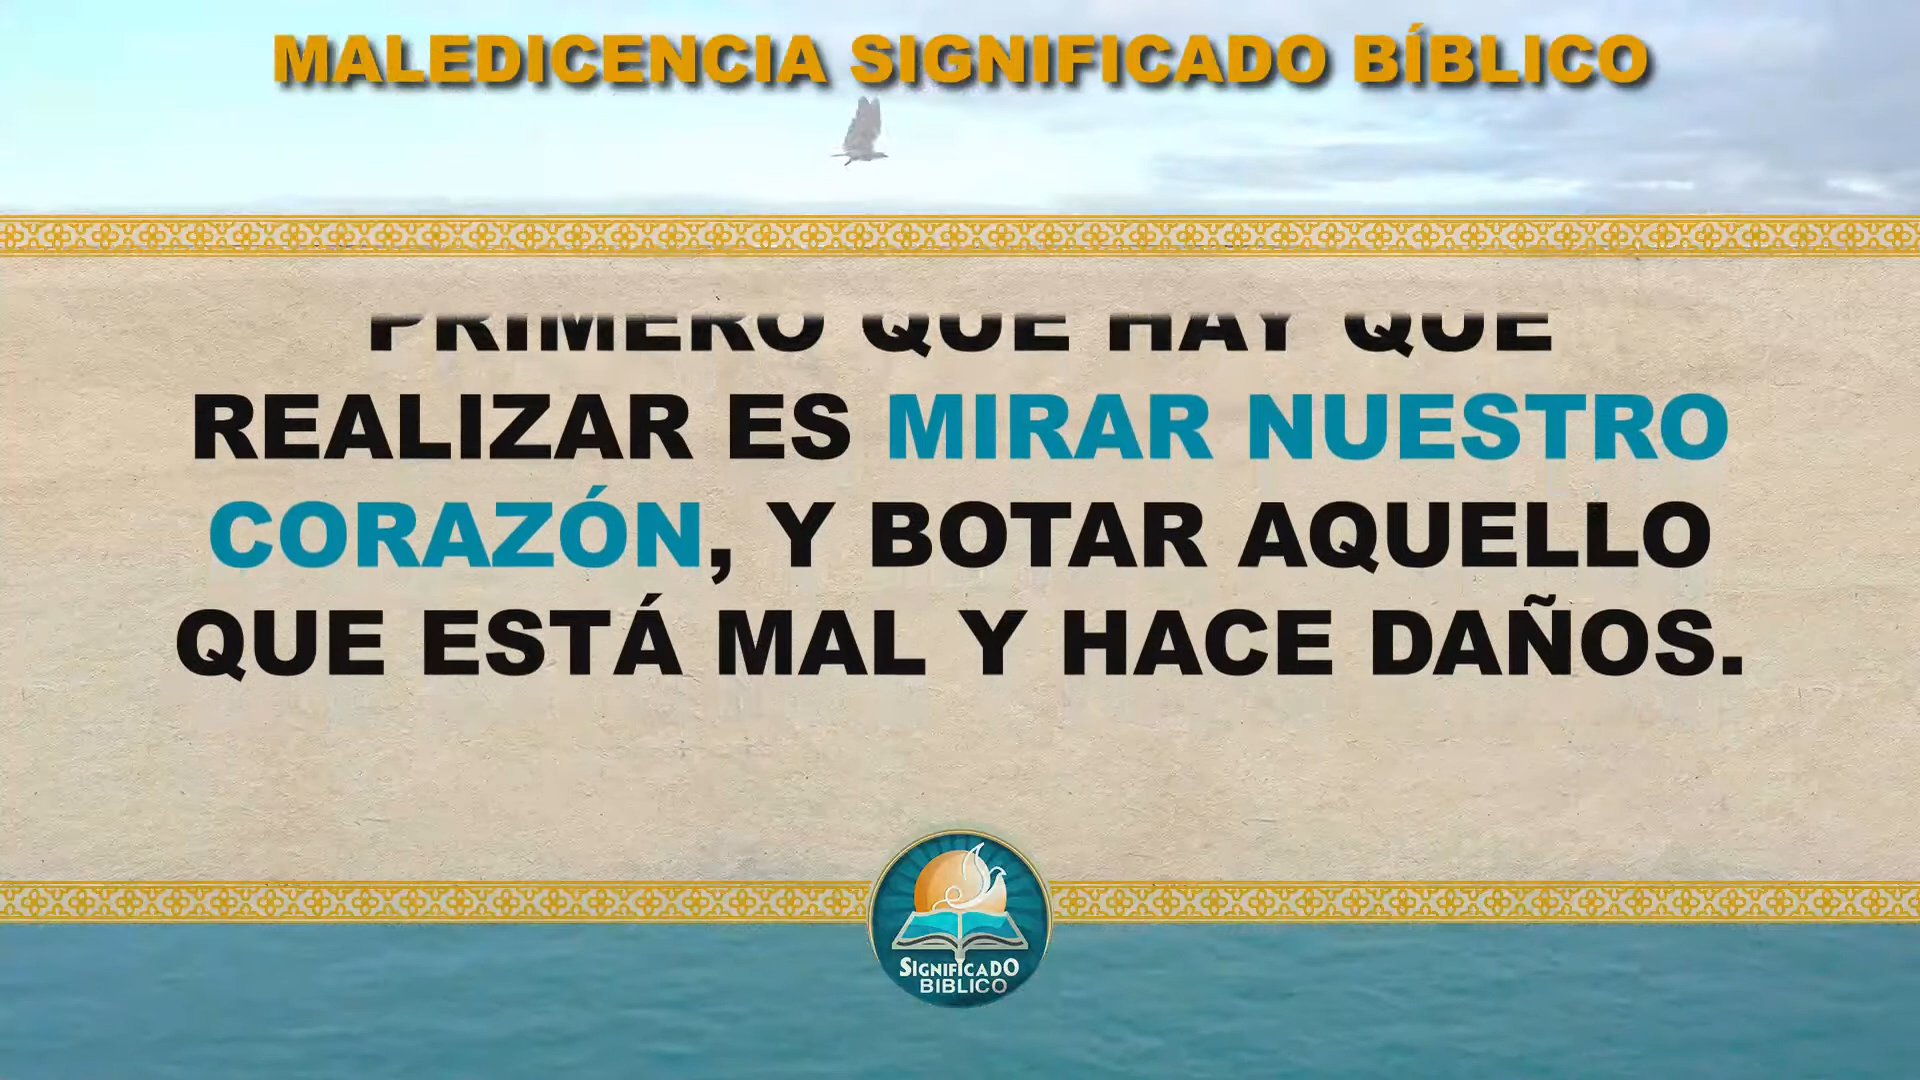 MALEDICENCIA SIGNIFICADO BÍBLICO
PRIMERO QUE HAY QUE
REALIZAR ES MIRAR NUESTRO
CORAZÓN, Y BOTAR AQUELLO
QUE ESTÁ MAL Y HACE DAÑOS.
SIGNIFICADO
BIBLICO